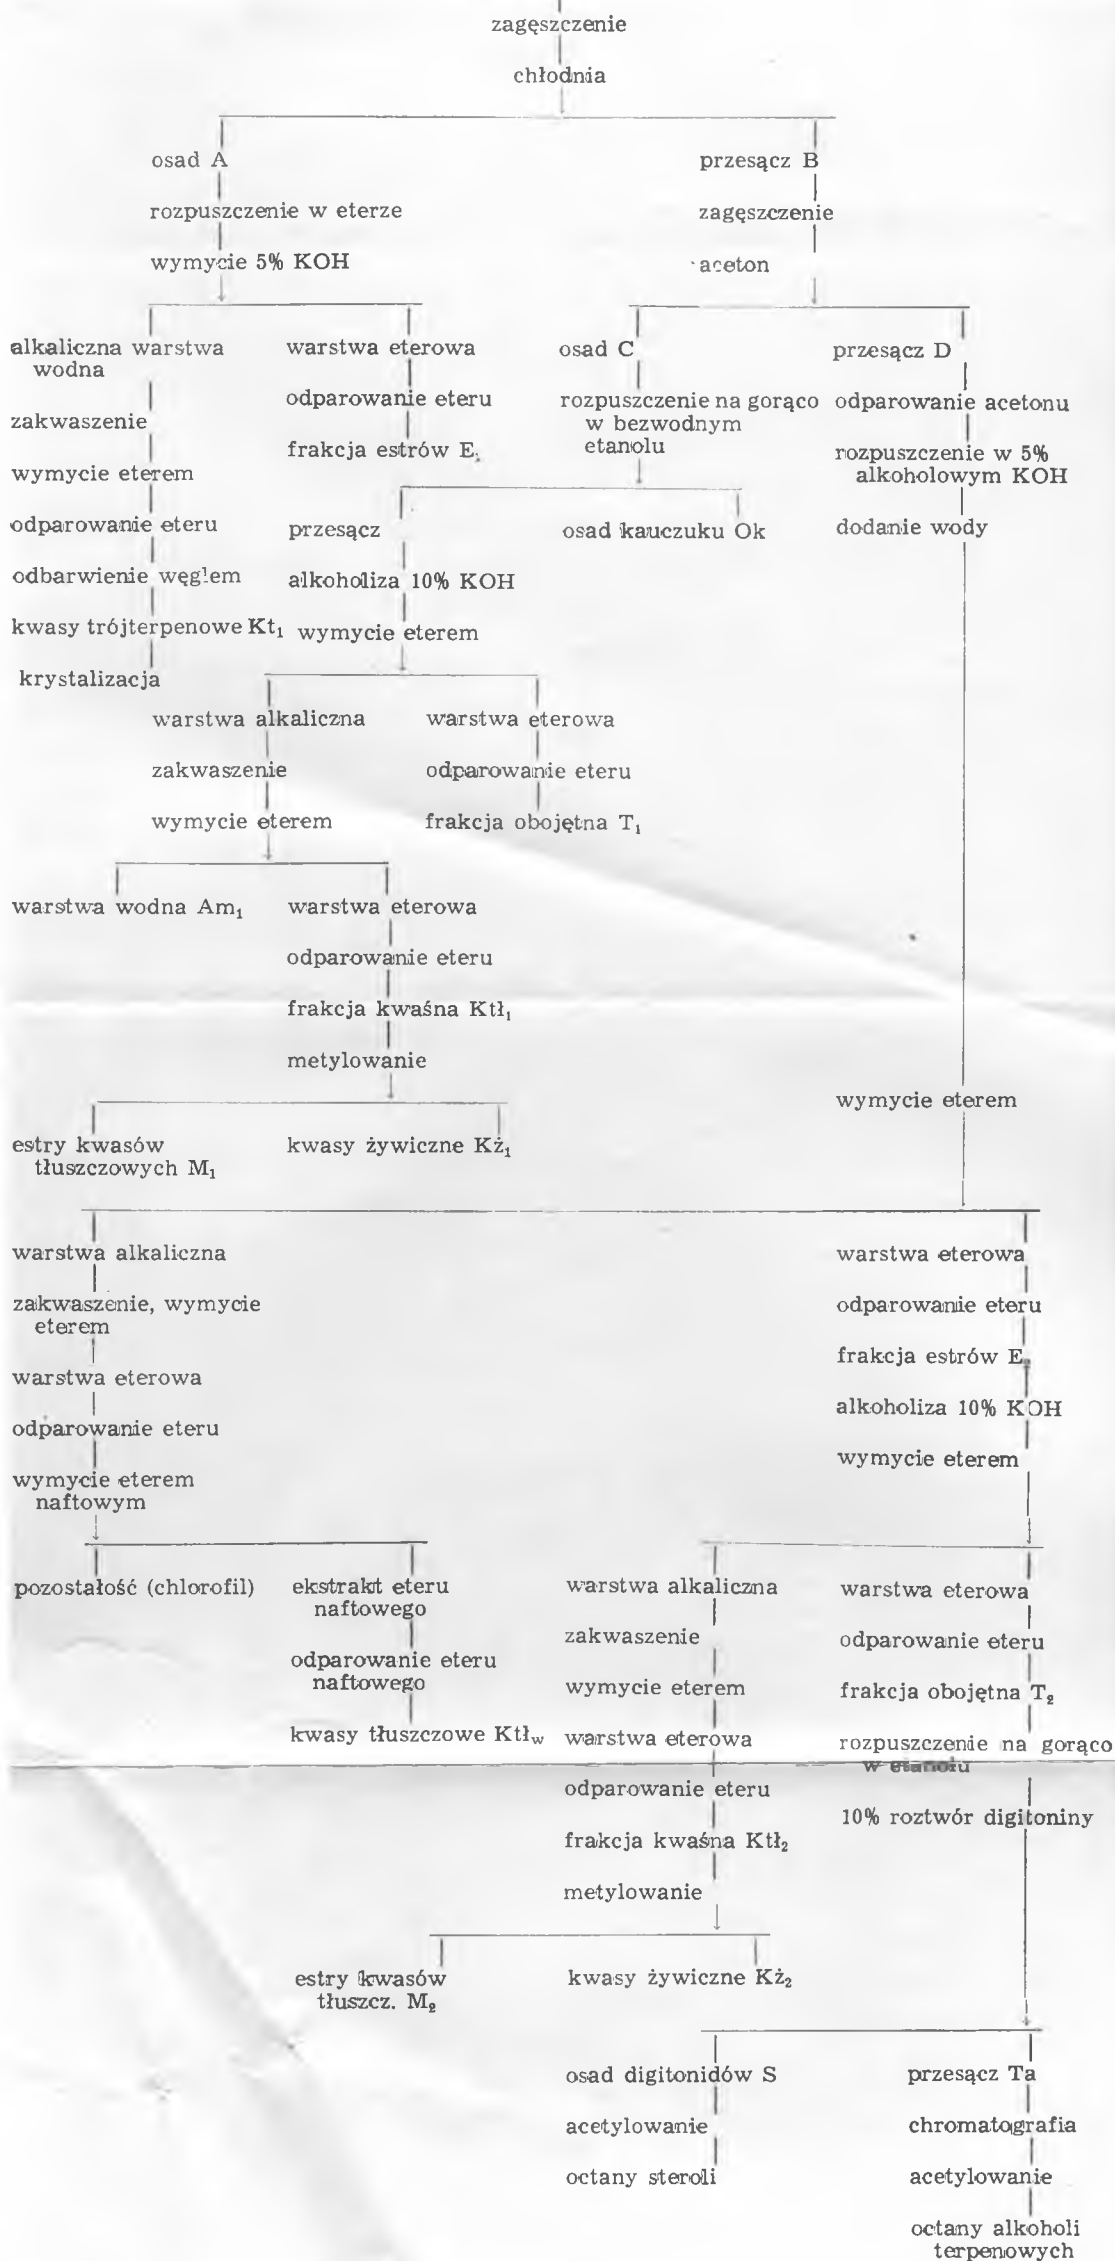 zagęszczenie
chłodnia
osad A
rozpuszczenie w eterze
wymycie 5% KOH
przesącz B
zagęszczenie
aceton
alkaliczna warstwa
wodna
zakwaszenie
wymycie eterem
odparowanie eteru
odbarwienie węglem
kwasy trójterpenowe Kt₁
krystalizacja
warstwa eterowa
odparowanie eteru
frakcja estrów E₁
osad C
rozpuszczenie na gorąco
w bezwodnym
etanolu
przesącz D
odparowanie acetonu
rozpuszczenie w 5%
alkoholowym KOH
dodanie wody
przesącz
alkoholiza 10% KOH
wymycie eterem
osad kauczuku Ok
warstwa alkaliczna
zakwaszenie
wymycie eterem
warstwa eterowa
odparowanie eteru
frakcja obojętna T₁
warstwa wodna Am₁
warstwa eterowa
odparowanie eteru
frakcja kwaśna Ktł₁
metylowanie
wymycie eterem
estry kwasów
tłuszczowych M₁
kwasy żywiczne Kż₁
warstwa alkaliczna
zakwaszenie, wymycie
eterem
warstwa eterowa
odparowanie eteru
wymycie eterem
naftowym
warstwa eterowa
odparowanie eteru
frakcja estrów E₂
alkoholiza 10% KOH
wymycie eterem
pozostałość (chlorofil)
ekstrakt eteru
naftowego
odparowanie eteru
naftowego
kwasy tłuszczowe Ktłw
warstwa alkaliczna
zakwaszenie
wymycie eterem
warstwa eterowa
odparowanie eteru
frakcja kwaśna Ktł₂
metylowanie
warstwa eterowa
odparowanie eteru
frakcja obojętna T₂
rozpuszczenie na gorąco
w etanolu
10% roztwór digitoniny
estry kwasów
tłuszcz. M₂
kwasy żywiczne Kż₂
osad digitonidów S
acetylowanie
octany steroli
przesącz Ta
chromatografia
acetylowanie
octany alkoholi
terpenowych